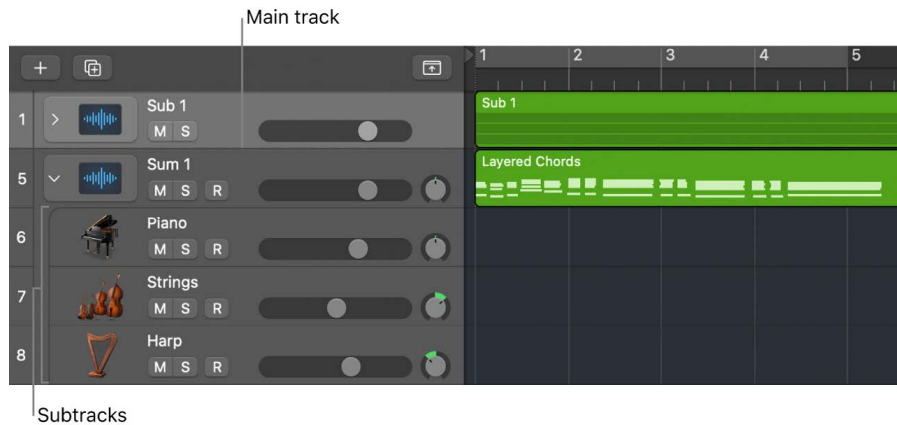 Main track
1 2 3 4 5
1 Sub 1
M S
Sub 1
5 Sum 1
M S R
Layered Chords
6 Piano
M S R
7 Strings
M S R
8 Harp
M S R
Subtracks